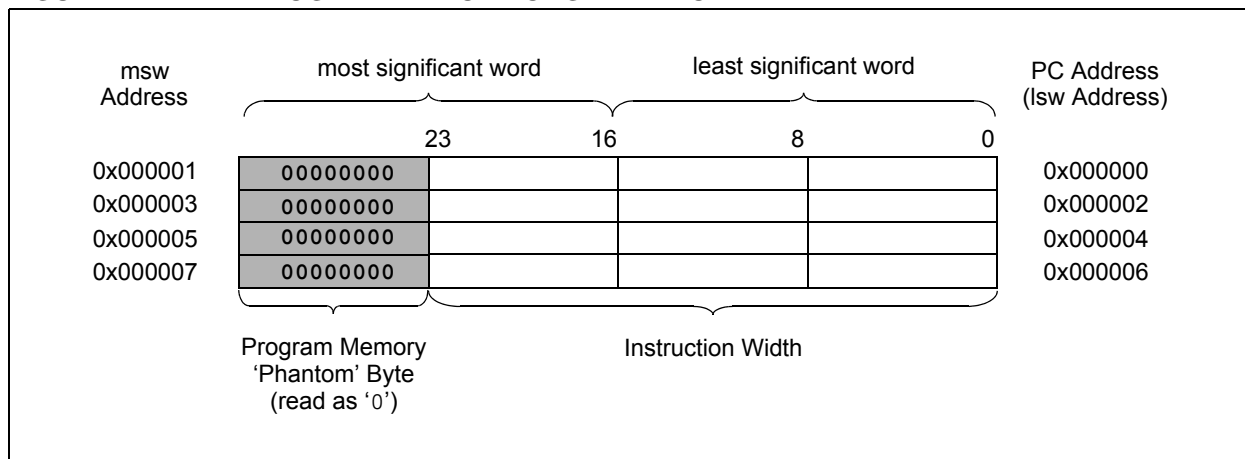 msw
Address
most significant word
least significant word
PC Address
(lsw Address)
23 16 8 0
0x000001 00000000 0x000000
0x000003 00000000 0x000002
0x000005 00000000 0x000004
0x000007 00000000 0x000006
Program Memory
‘Phantom’ Byte
(read as ‘0’)
Instruction Width